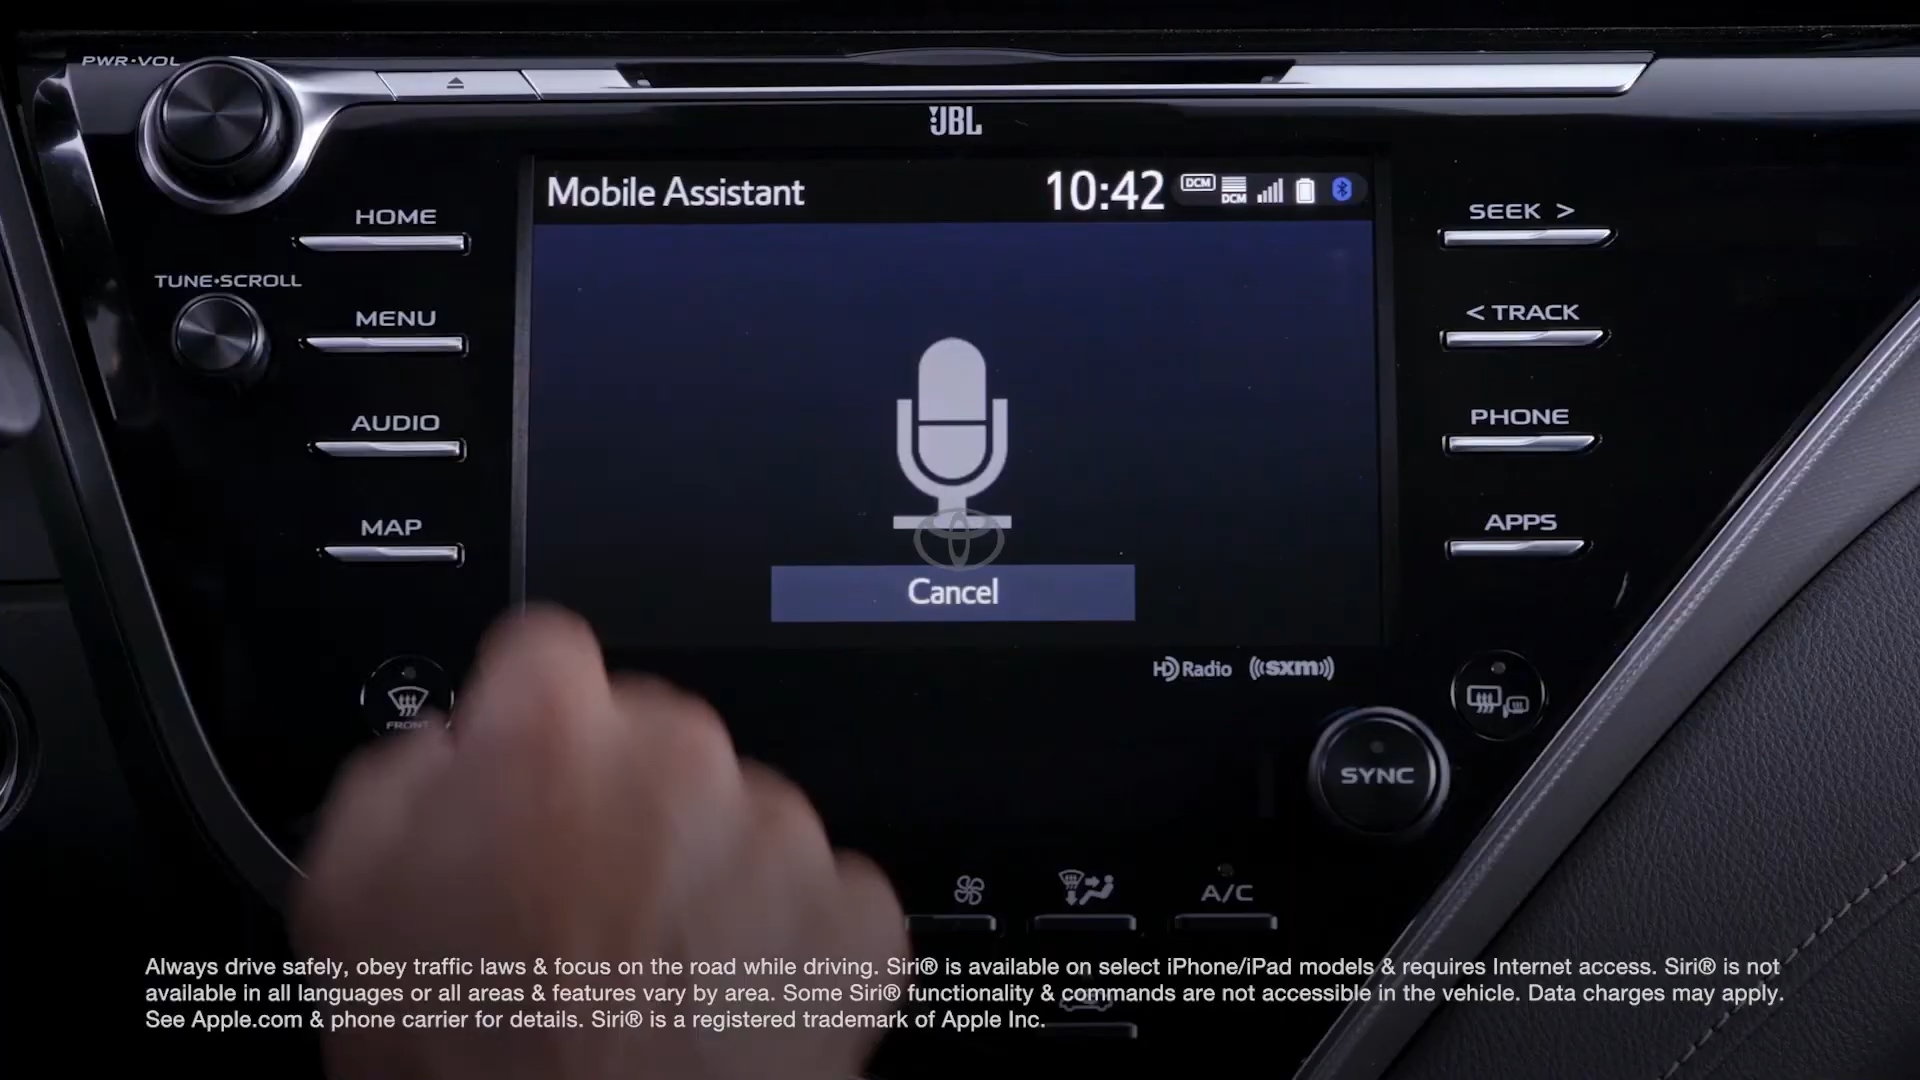 PWR•VOL
JBL
Mobile Assistant
10:42
DCM
DCM
HOME
SEEK >
TUNE•SCROLL
MENU
< TRACK
AUDIO
PHONE
MAP
APPS
Cancel
HD Radio
((sxm))
FRONT
SYNC
A/C
Always drive safely, obey traffic laws & focus on the road while driving. Siri® is available on select iPhone/iPad models & requires Internet access. Siri® is not
available in all languages or all areas & features vary by area. Some Siri® functionality & commands are not accessible in the vehicle. Data charges may apply.
See Apple.com & phone carrier for details. Siri® is a registered trademark of Apple Inc.